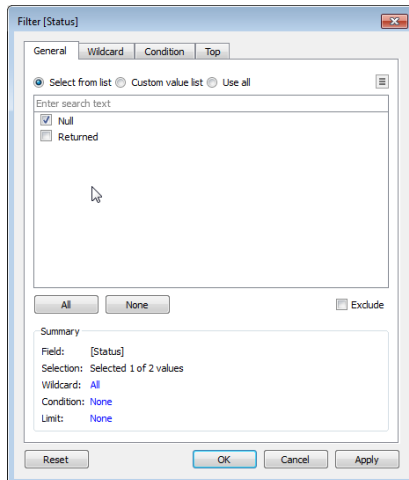 Filter [Status]
General Wildcard Condition Top
Select from list Custom value list Use all
Enter search text
Null
Returned
All None Exclude
Summary
Field: [Status]
Selection: Selected 1 of 2 values
Wildcard: All
Condition: None
Limit: None
Reset OK Cancel Apply